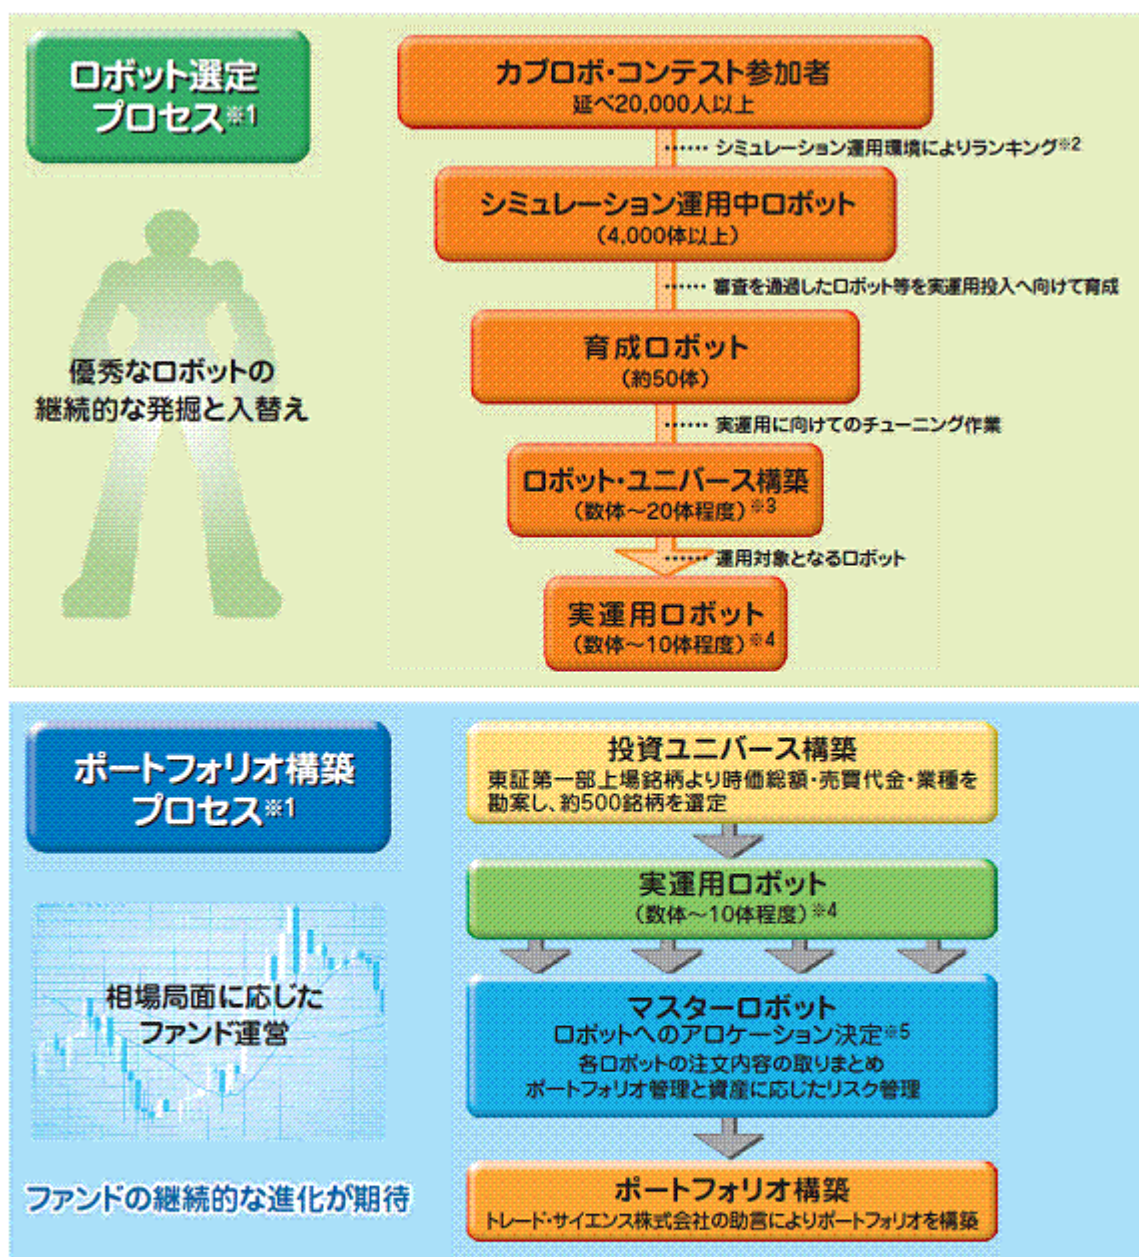 ロボット選定
プロセス※1
カブロボ・コンテスト参加者
延べ20,000人以上
……シミュレーション運用環境によりランキング※2
シミュレーション運用中ロボット
（4,000体以上）
……審査を通過したロボット等を実運用投入へ向けて育成
育成ロボット
（約50体）
……実運用に向けてのチューニング作業
優秀なロボットの
継続的な発掘と入替え
ロボット・ユニバース構築
（数体～20体程度）※3
……運用対象となるロボット
実運用ロボット
（数体～10体程度）※4
ポートフォリオ構築
プロセス※1
投資ユニバース構築
東証第一部上場銘柄より時価総額・売買代金・業種を
勘案し、約500銘柄を選定
実運用ロボット
（数体～10体程度）※4
相場局面に応じた
ファンド運営
マスターロボット
ロボットへのアロケーション決定※5
各ロボットの注文内容の取りまとめ
ポートフォリオ管理と資産に応じたリスク管理
ファンドの継続的な進化が期待
ポートフォリオ構築
トレード・サイエンス株式会社の助言によりポートフォリオを構築